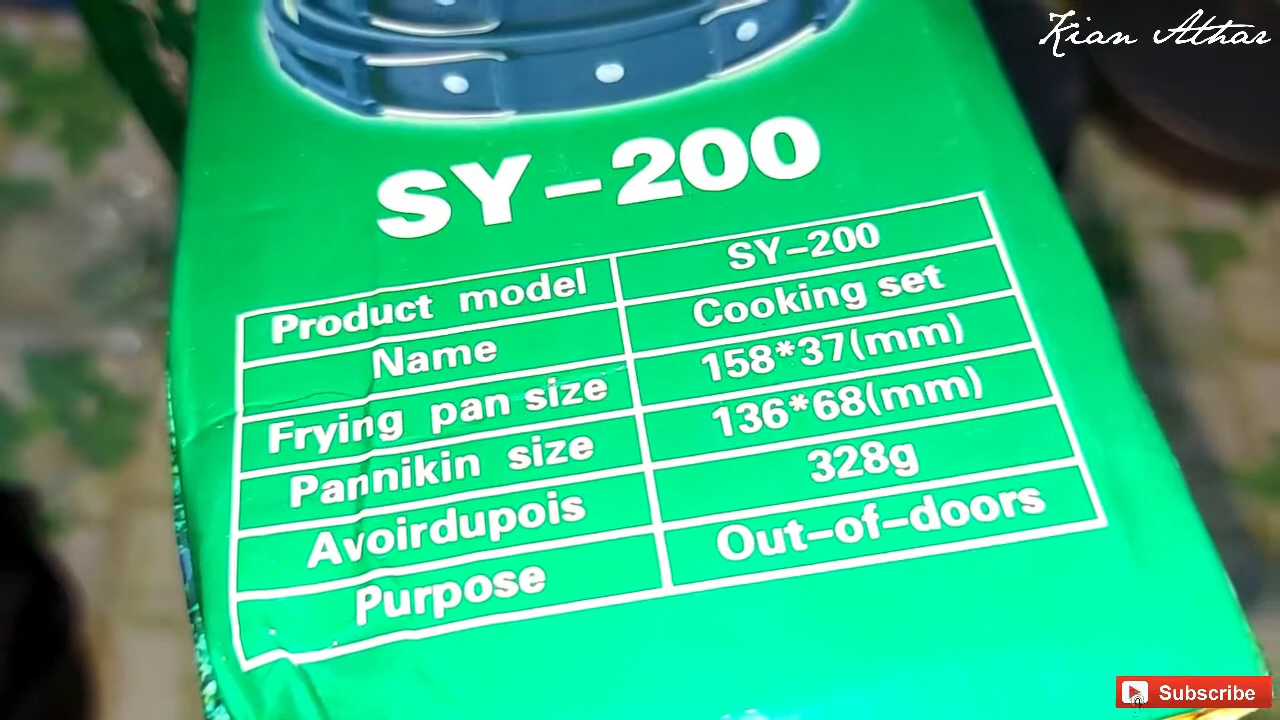 Kian Athar
SY-200
Product model SY-200
Name Cooking set
Frying pan size 158*37(mm)
Pannikin size 136*68(mm)
Avoirdupois 328g
Purpose Out-of-doors
Subscribe